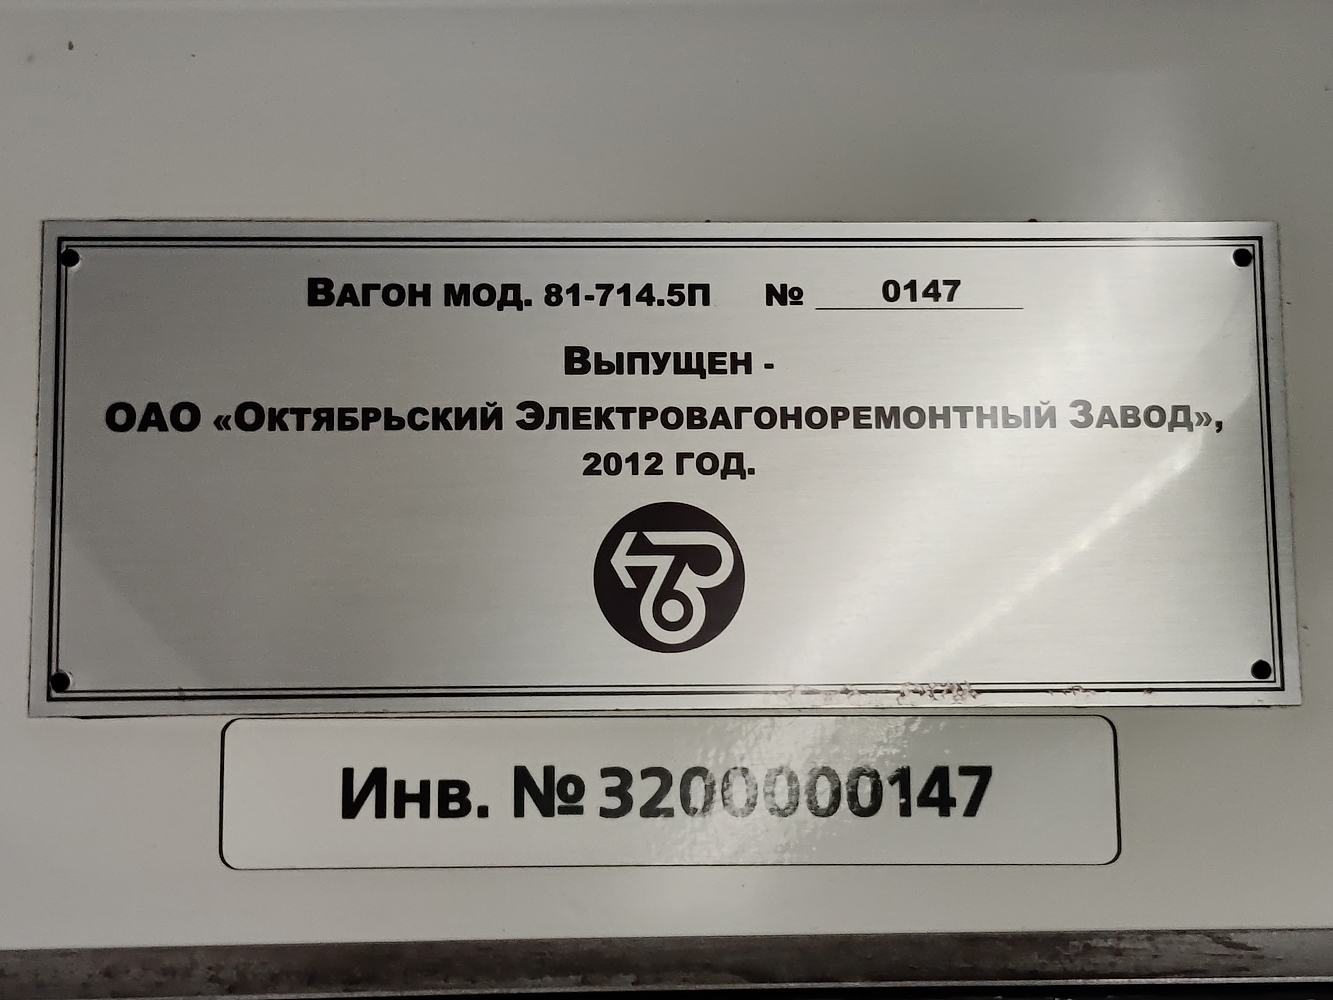 Вагон мод. 81-714.5П № 0147
Выпущен -
ОАО «Октябрьский Электровагоноремонтный Завод»,
2012 год.
Инв. № 3200000147